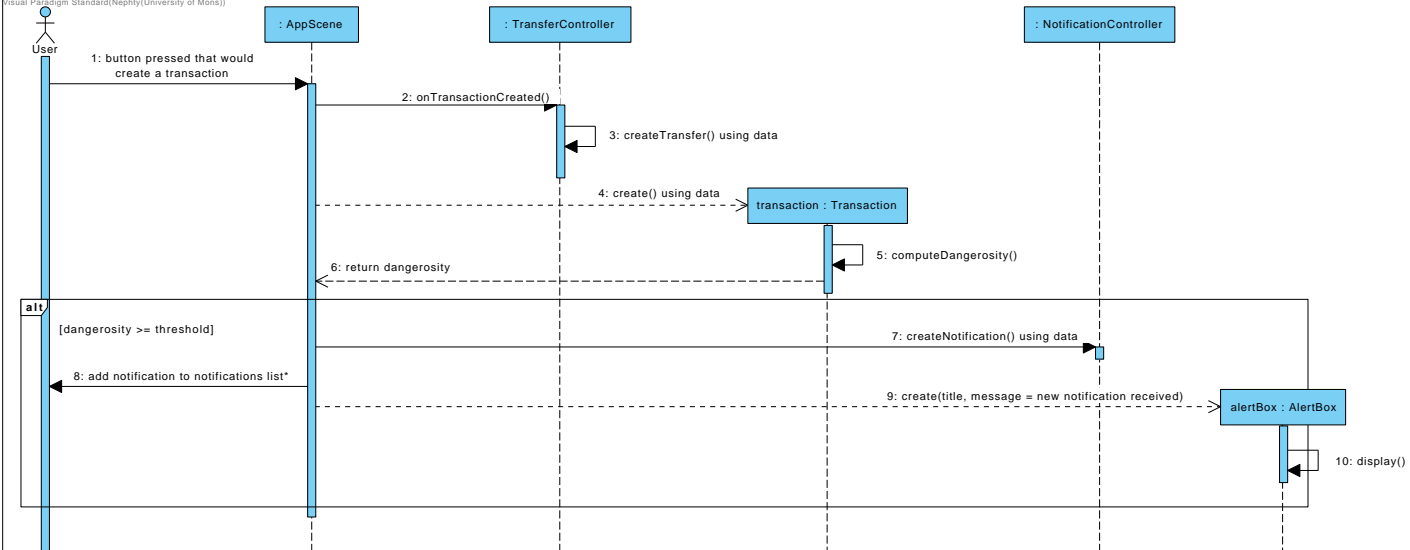 Visual Paradigm Standard(Nephty(University of Mons))
: AppScene
: TransferController
: NotificationController
User
1: button pressed that would
create a transaction
2: onTransactionCreated()
3: createTransfer() using data
4: create() using data
transaction : Transaction
5: computeDangerosity()
6: return dangerosity
alt
[dangerosity >= threshold]
7: createNotification() using data
8: add notification to notifications list*
9: create(title, message = new notification received)
alertBox : AlertBox
10: display()